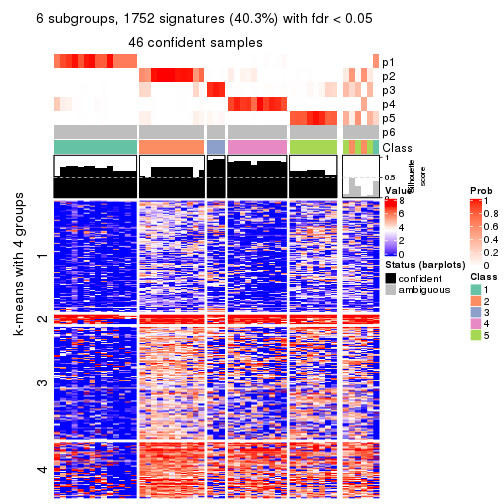 6 subgroups, 1752 signatures (40.3%) with fdr < 0.05
46 confident samples
p1
p2
p3
p4
p5
p6
Class
1
0.5
0
Silhouette
score
k-means with 4 groups
1
2
3
4
Value
8
6
4
2
0
Status (barplots)
confident
ambiguous
Prob
1
0.8
0.6
0.4
0.2
0
Class
1
2
3
4
5